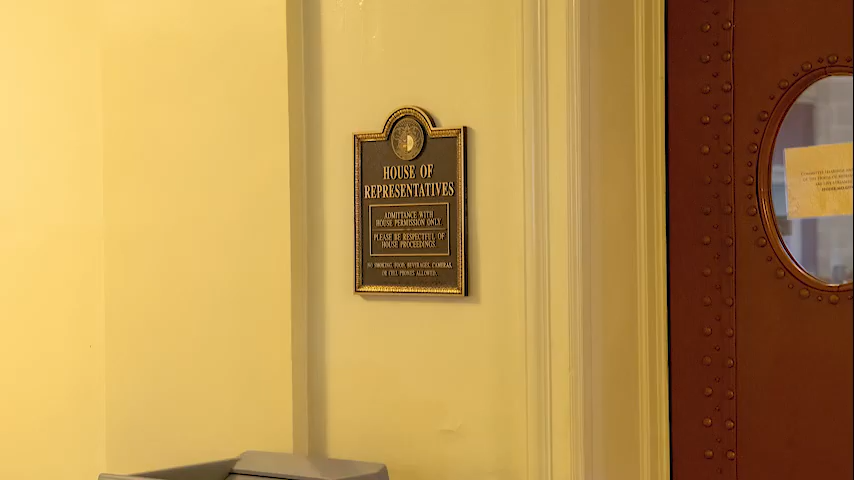 HOUSE OF
REPRESENTATIVES
ADMITTANCE WITH
HOUSE PERMISSION ONLY.
PLEASE BE RESPECTFUL OF
HOUSE PROCEEDINGS.
NO SMOKING, FOOD, BEVERAGES, CAMERAS,
OR CELL PHONES ALLOWED.